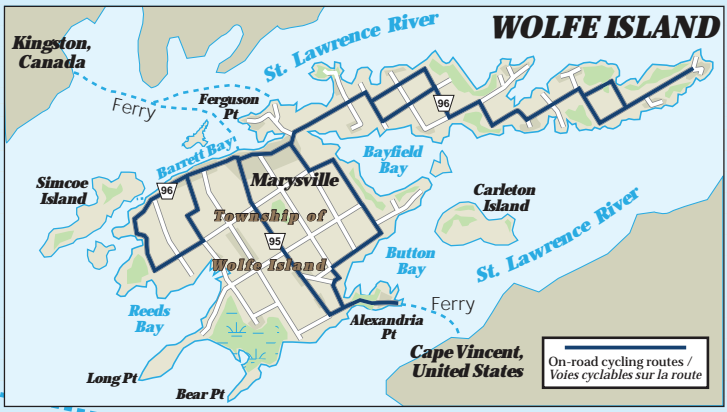 WOLFE ISLAND
Kingston,
Canada
St. Lawrence River
Ferry
Ferguson
Pt
96
Barrett Bay
Bayfield
Bay
Simcoe
Island
96
Marysville
Carleton
Island
Township of
95
Wolfe Island
Button
Bay
St. Lawrence River
Reeds
Bay
Ferry
Alexandria
Pt
Cape Vincent,
United States
Long Pt
Bear Pt
On-road cycling routes /
Voies cyclables sur la route